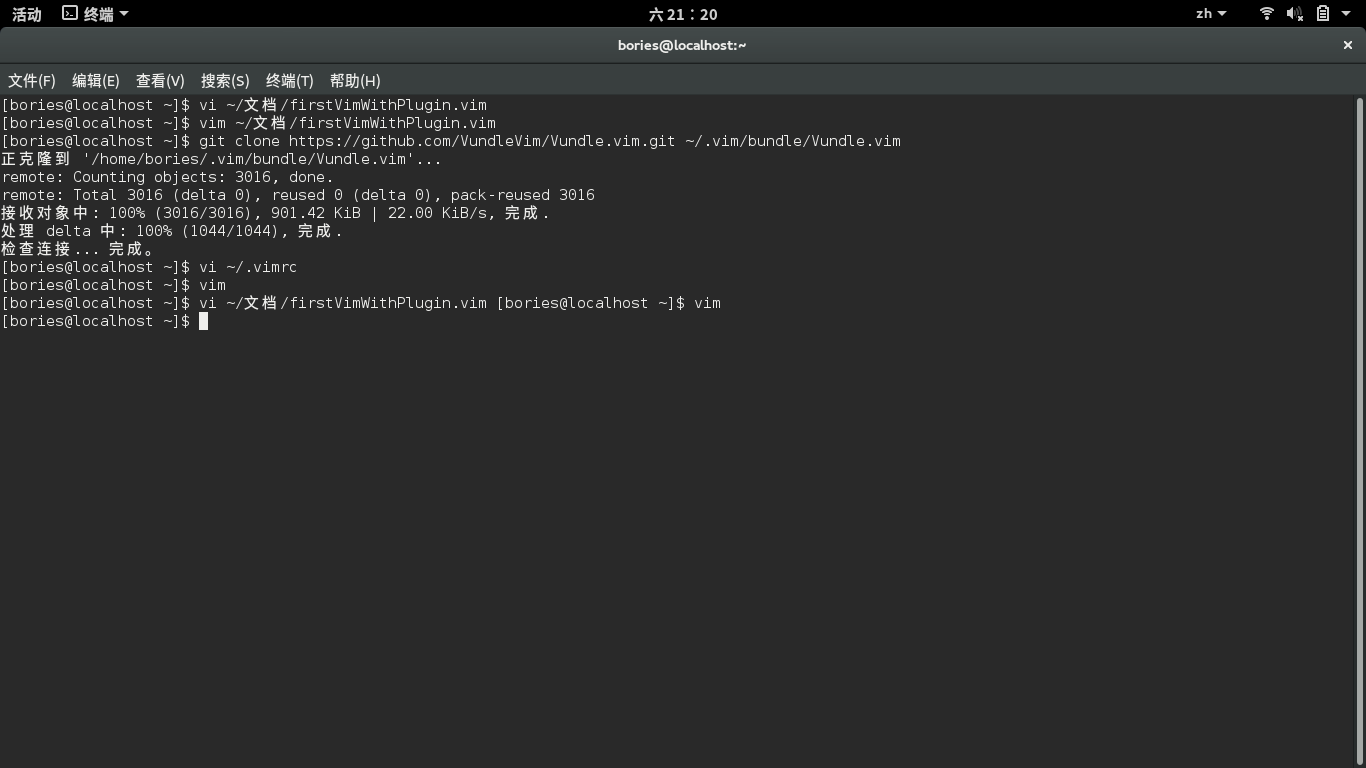 活动 终端 六 21：20 zh
bories@localhost:~
文件(F) 编辑(E) 查看(V) 搜索(S) 终端(T) 帮助(H)
[bories@localhost ~]$ vi ~/文档/firstVimWithPlugin.vim
[bories@localhost ~]$ vim ~/文档/firstVimWithPlugin.vim
[bories@localhost ~]$ git clone https://github.com/VundleVim/Vundle.vim.git ~/.vim/bundle/Vundle.vim
正克隆到 '/home/bories/.vim/bundle/Vundle.vim'...
remote: Counting objects: 3016, done.
remote: Total 3016 (delta 0), reused 0 (delta 0), pack-reused 3016
接收对象中: 100% (3016/3016), 901.42 KiB | 22.00 KiB/s, 完成.
处理 delta 中: 100% (1044/1044), 完成.
检查连接... 完成。
[bories@localhost ~]$ vi ~/.vimrc
[bories@localhost ~]$ vim
[bories@localhost ~]$ vi ~/文档/firstVimWithPlugin.vim [bories@localhost ~]$ vim
[bories@localhost ~]$